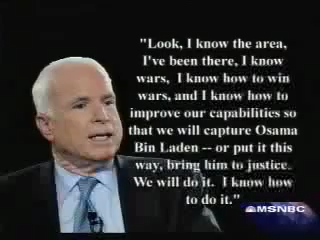 "Look, I know the area,
I've been there, I know
wars,  I know how to win
wars, and I know how to
improve our capabilities so
that we will capture Osama
Bin Laden -- or put it this
way, bring him to justice.
We will do it.  I know how
to do it."
MSNBC